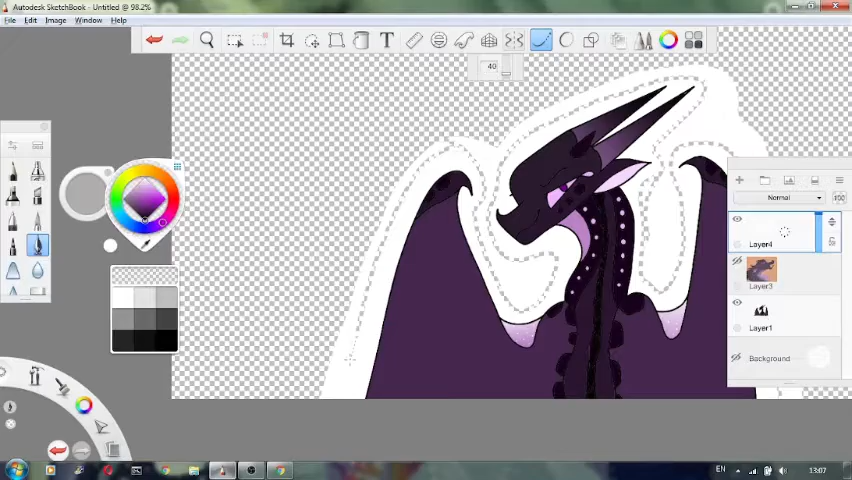 Autodesk SketchBook - Untitled @ 98.2%
File Edit Image Window Help
T
40
Normal
100
Layer4
Layer3
Layer1
Background
EN
13:07